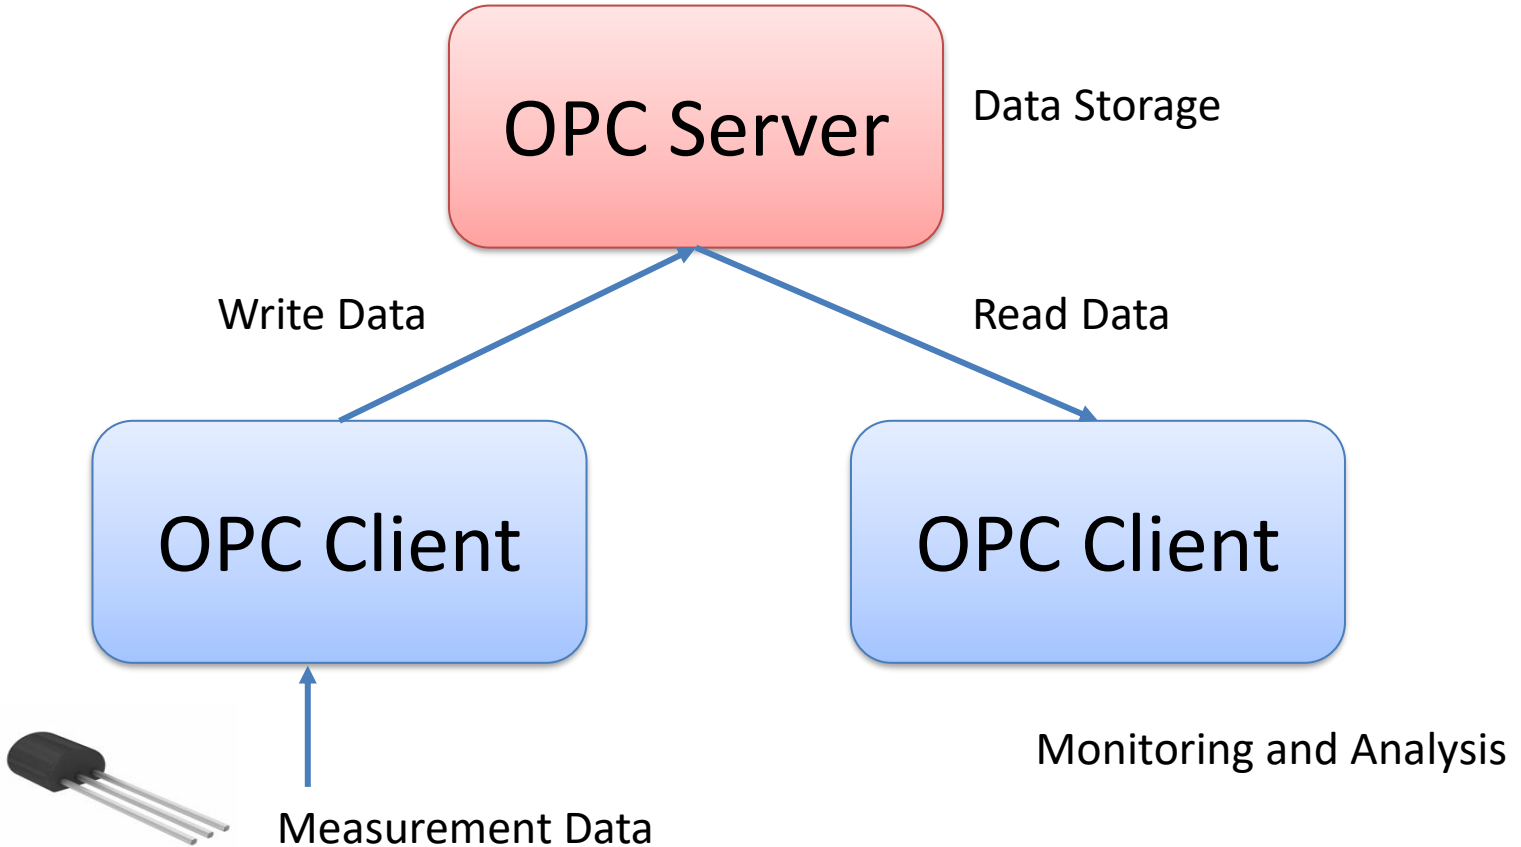 OPC Server
Data Storage
Write Data
Read Data
OPC Client
OPC Client
Monitoring and Analysis
Measurement Data